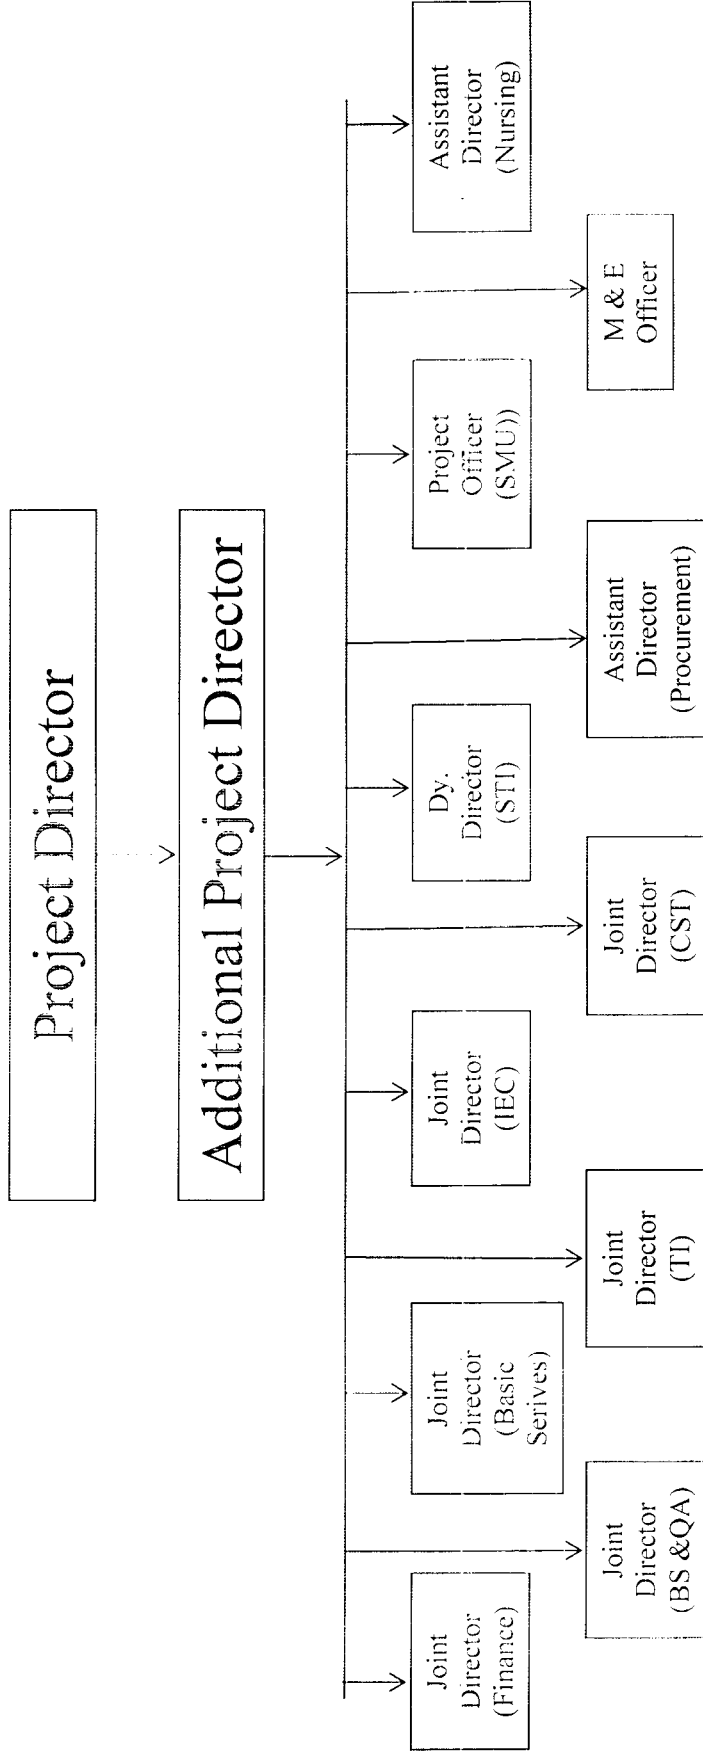 Project Director
Additional Project Director
Joint
Director
(Finance)
Joint
Director
(BS &QA)
Joint
Director
(Basic
Serives)
Joint
Director
(TI)
Joint
Director
(IEC)
Joint
Director
(CST)
Dy.
Director
(STI)
Assistant
Director
(Procurement)
Project
Officer
(SMU))
M & E
Officer
Assistant
Director
(Nursing)